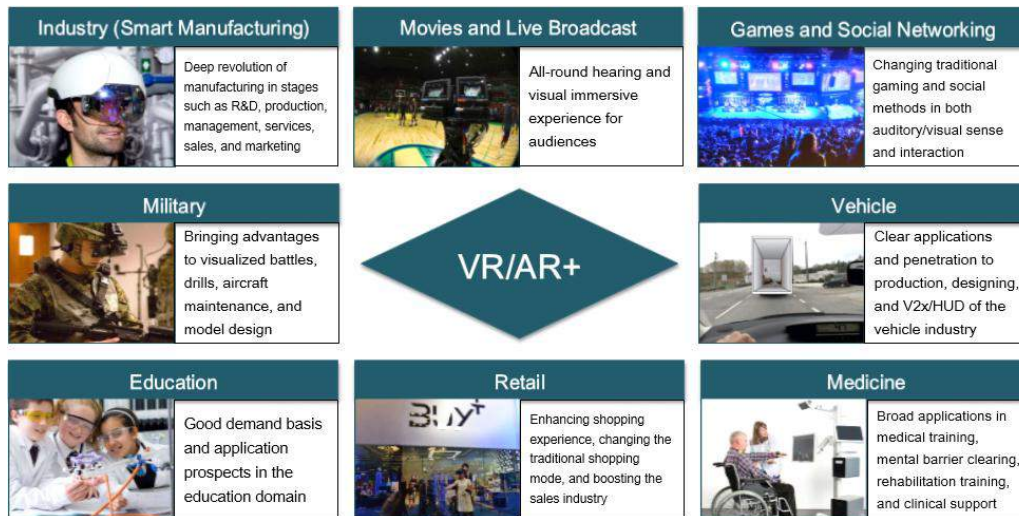 Industry (Smart Manufacturing)
Deep revolution of
manufacturing in stages
such as R&D, production,
management, services,
sales, and marketing
Movies and Live Broadcast
All-round hearing and
visual immersive
experience for
audiences
Games and Social Networking
Changing traditional
gaming and social
methods in both
auditory/visual sense
and interaction
Military
Bringing advantages
to visualized battles,
drills, aircraft
maintenance, and
model design
VR/AR+
Vehicle
Clear applications
and penetration to
production, designing,
and V2x/HUD of the
vehicle industry
Education
Good demand basis
and application
prospects in the
education domain
Retail
BUY+
Enhancing shopping
experience, changing the
traditional shopping
mode, and boosting the
sales industry
Medicine
Broad applications in
medical training,
mental barrier clearing,
rehabilitation training,
and clinical support